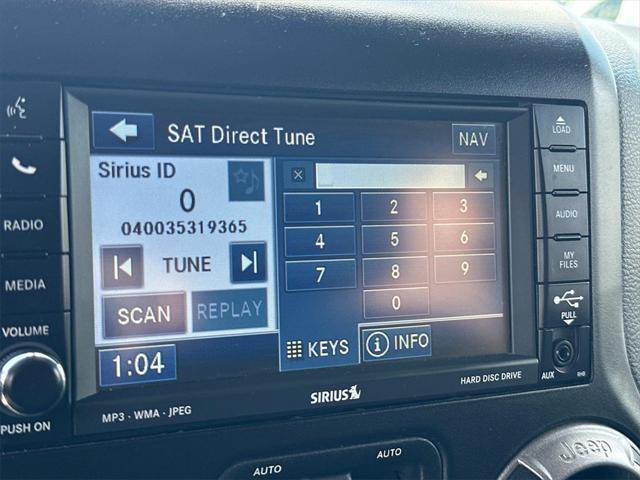 SAT Direct Tune
NAV
Sirius ID
0
040035319365
TUNE
SCAN
REPLAY
1:04
1 2 3
4 5 6
7 8 9
0
KEYS
INFO
RADIO
MEDIA
VOLUME
PUSH ON
LOAD
MENU
AUDIO
MY FILES
PULL
AUX
RHB
MP3 · WMA · JPEG
SIRIUS
HARD DISC DRIVE
AUTO
AUTO
Jeep